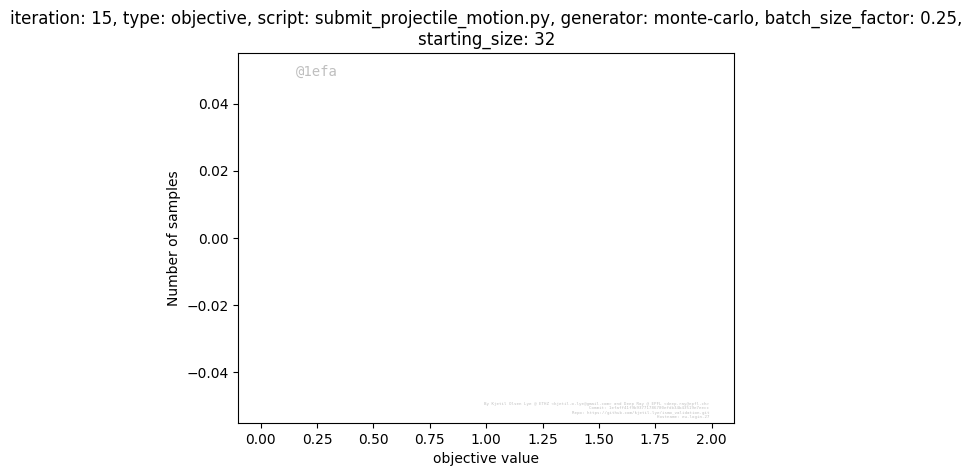 iteration: 15, type: objective, script: submit_projectile_motion.py, generator: monte-carlo, batch_size_factor: 0.25,
starting_size: 32
@1efa
0.04
0.02
0.00
−0.02
−0.04
Number of samples
0.00 0.25 0.50 0.75 1.00 1.25 1.50 1.75 2.00
objective value